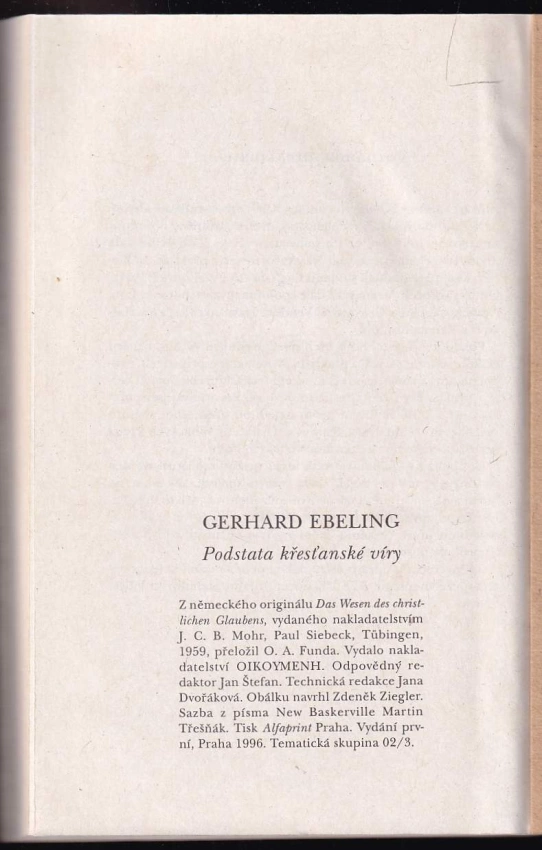 GERHARD EBELING
Podstata křesťanské víry
Z německého originálu Das Wesen des christ-
lichen Glaubens, vydaného nakladatelstvím
J. C. B. Mohr, Paul Siebeck, Tübingen,
1959, přeložil O. A. Funda. Vydalo nakla-
datelství OIKOYMENH. Odpovědný re-
daktor Jan Štefan. Technická redakce Jana
Dvořáková. Obálku navrhl Zdeněk Ziegler.
Sazba z písma New Baskerville Martin
Třešňák. Tisk Alfaprint Praha. Vydání prv-
ní, Praha 1996. Tematická skupina 02/3.